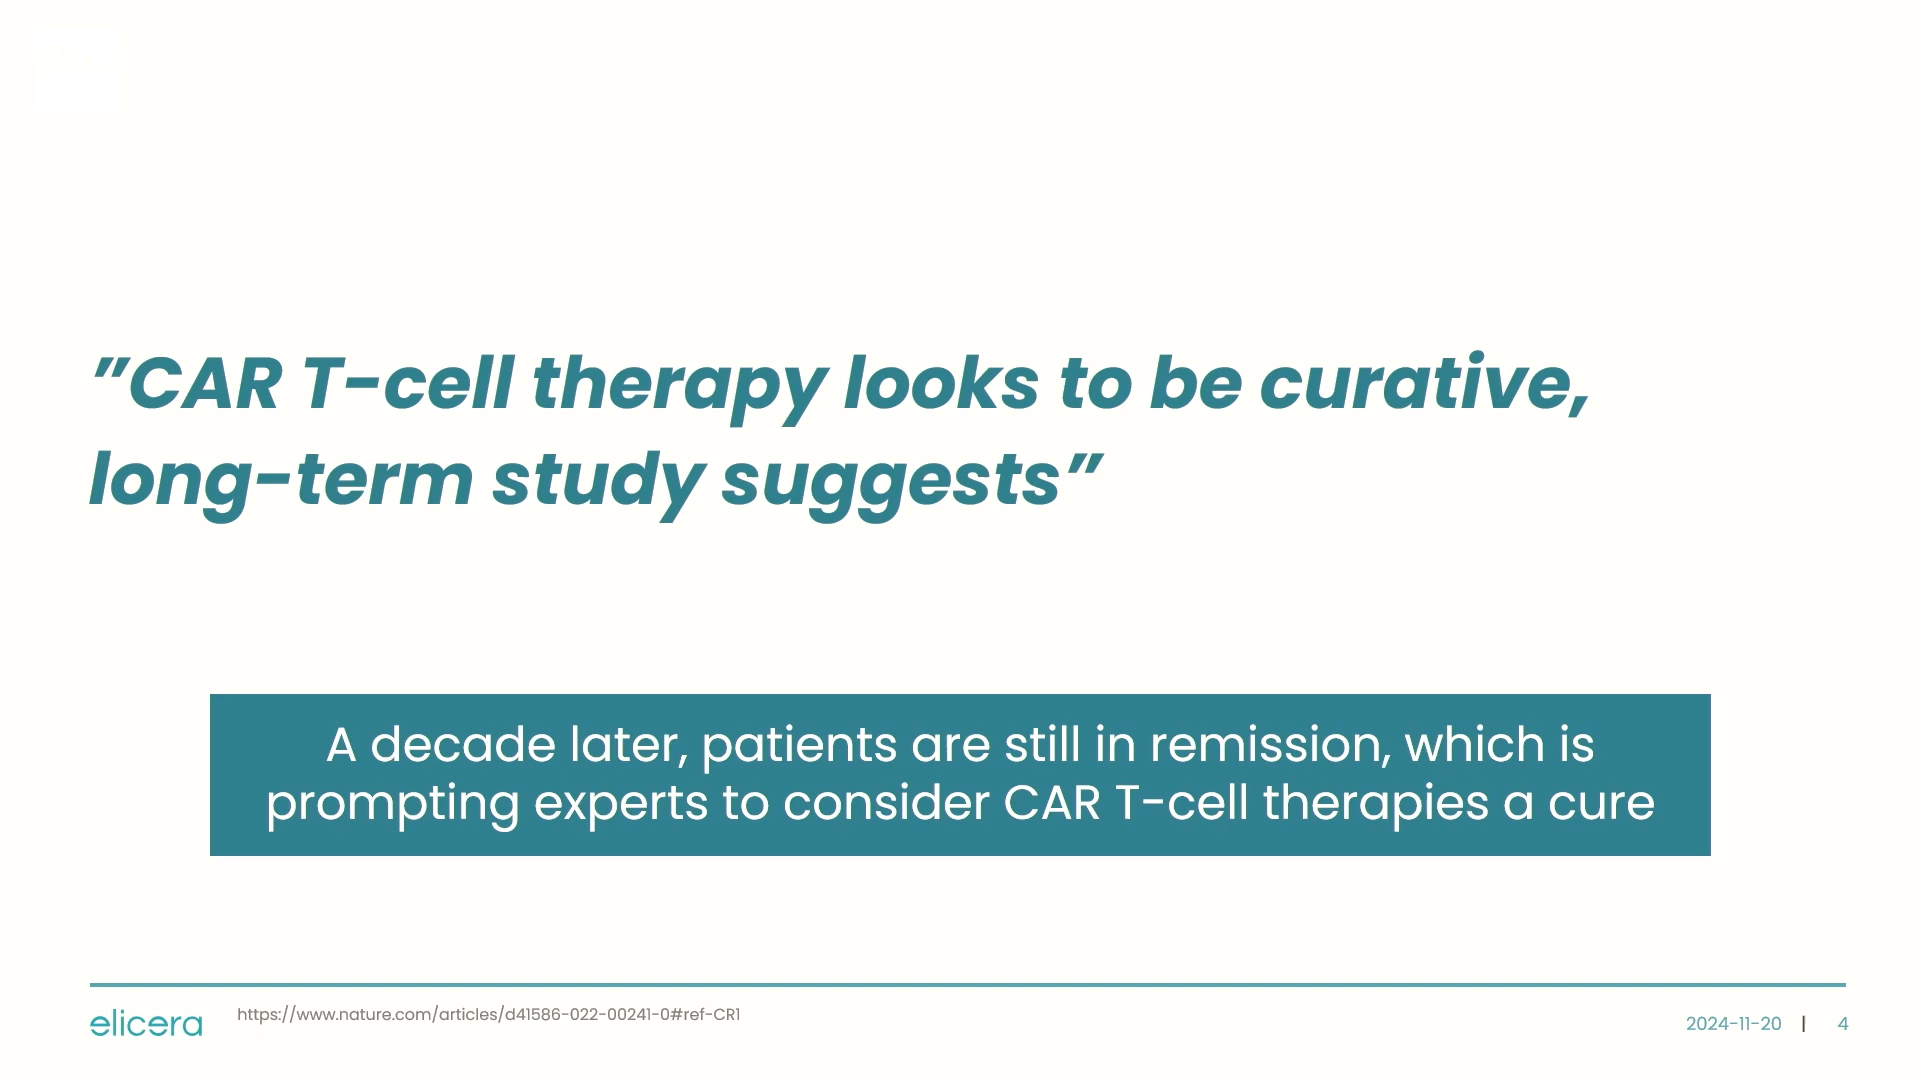 ”CAR T-cell therapy looks to be curative,
long-term study suggests”
A decade later, patients are still in remission, which is
prompting experts to consider CAR T-cell therapies a cure
elicera
https://www.nature.com/articles/d41586-022-00241-0#ref-CR1
2024-11-20 | 4